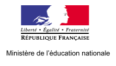 Liberté • Égalité • Fraternité
RÉPUBLIQUE FRANÇAISE
Ministère de l'éducation nationale